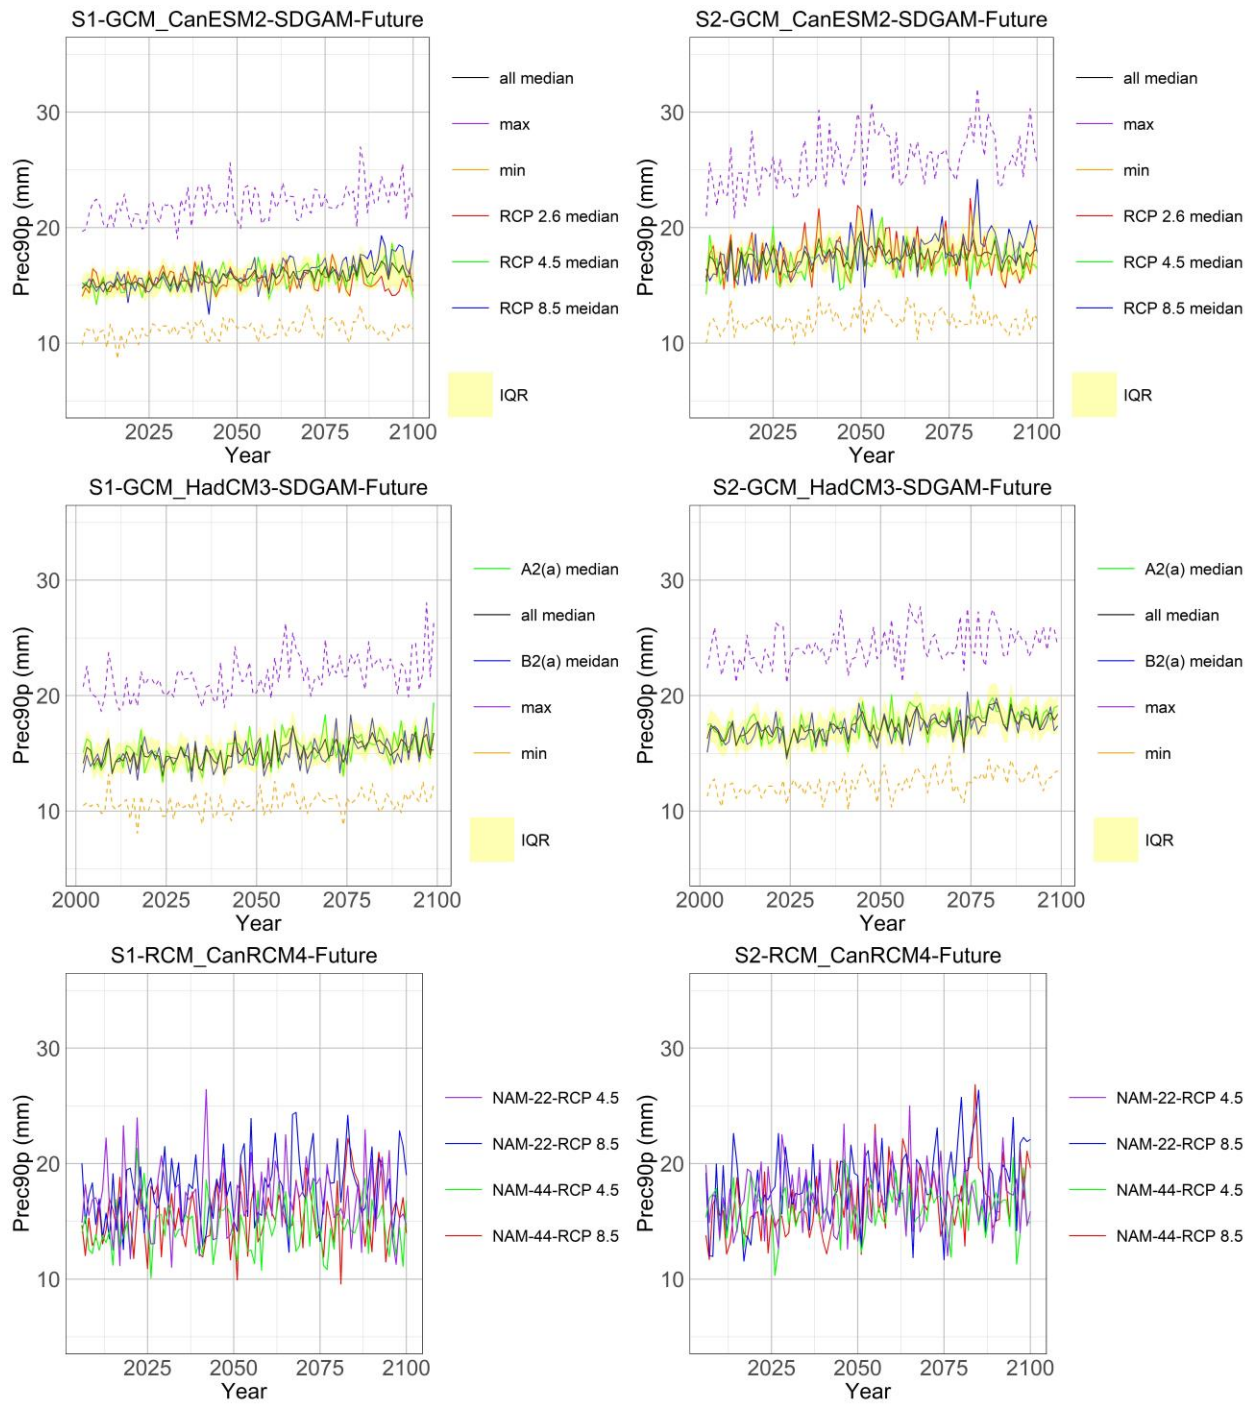 S1-GCM_CanESM2-SDGAM-Future
Prec90p (mm)
30
20
10
2025 2050 2075 2100
Year
all median
max
min
RCP 2.6 median
RCP 4.5 median
RCP 8.5 meidan
IQR
S2-GCM_CanESM2-SDGAM-Future
Prec90p (mm)
30
20
10
2025 2050 2075 2100
Year
all median
max
min
RCP 2.6 median
RCP 4.5 median
RCP 8.5 meidan
IQR
S1-GCM_HadCM3-SDGAM-Future
Prec90p (mm)
30
20
10
2000 2025 2050 2075 2100
Year
A2(a) median
all median
B2(a) meidan
max
min
IQR
S2-GCM_HadCM3-SDGAM-Future
Prec90p (mm)
30
20
10
2000 2025 2050 2075 2100
Year
A2(a) median
all median
B2(a) meidan
max
min
IQR
S1-RCM_CanRCM4-Future
Prec90p (mm)
30
20
10
2025 2050 2075 2100
Year
NAM-22-RCP 4.5
NAM-22-RCP 8.5
NAM-44-RCP 4.5
NAM-44-RCP 8.5
S2-RCM_CanRCM4-Future
Prec90p (mm)
30
20
10
2025 2050 2075 2100
Year
NAM-22-RCP 4.5
NAM-22-RCP 8.5
NAM-44-RCP 4.5
NAM-44-RCP 8.5